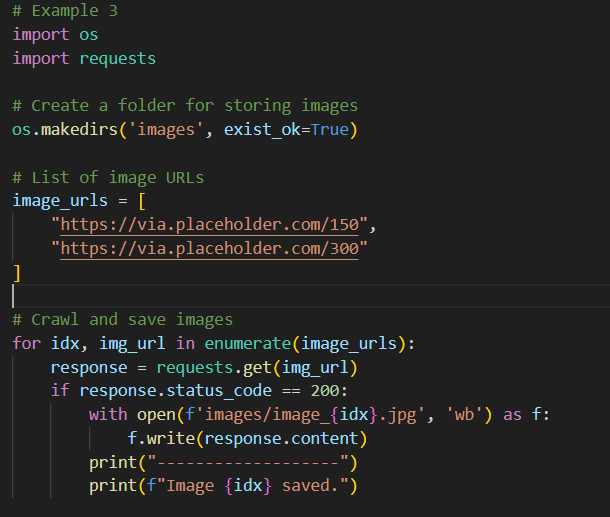 # Example 3
import os
import requests

# Create a folder for storing images
os.makedirs('images', exist_ok=True)

# List of image URLs
image_urls = [
    "https://via.placeholder.com/150",
    "https://via.placeholder.com/300"
]

# Crawl and save images
for idx, img_url in enumerate(image_urls):
    response = requests.get(img_url)
    if response.status_code == 200:
        with open(f'images/image_{idx}.jpg', 'wb') as f:
            f.write(response.content)
        print("-------------------")
        print(f"Image {idx} saved.")